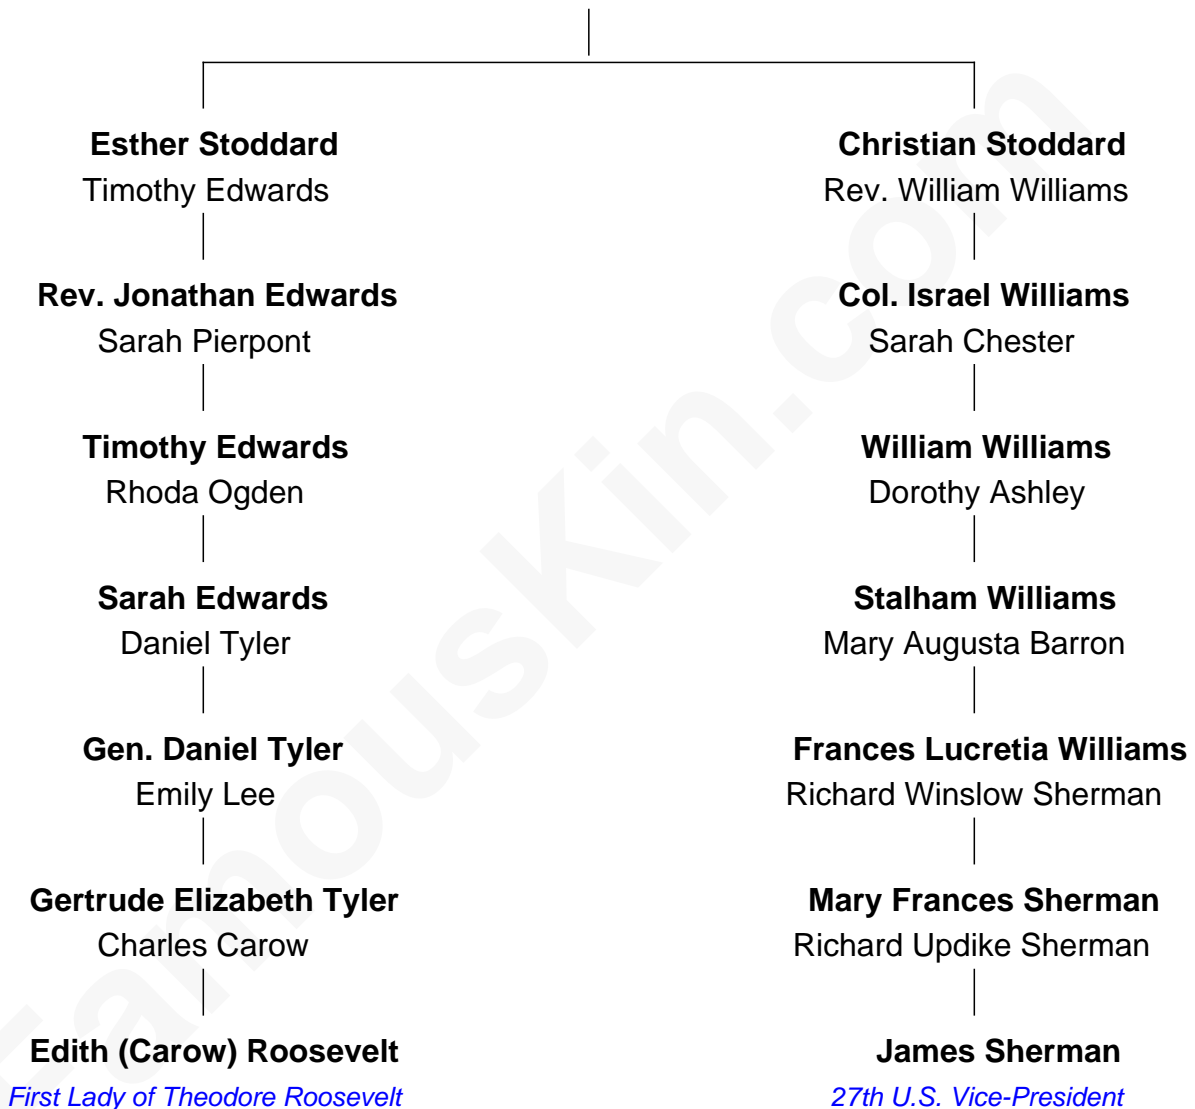 Esther Stoddard
Timothy Edwards
Christian Stoddard
Rev. William Williams
Rev. Jonathan Edwards
Sarah Pierpont
Col. Israel Williams
Sarah Chester
Timothy Edwards
Rhoda Ogden
William Williams
Dorothy Ashley
Sarah Edwards
Daniel Tyler
Stalham Williams
Mary Augusta Barron
Gen. Daniel Tyler
Emily Lee
Frances Lucretia Williams
Richard Winslow Sherman
Gertrude Elizabeth Tyler
Charles Carow
Mary Frances Sherman
Richard Updike Sherman
Edith (Carow) Roosevelt
First Lady of Theodore Roosevelt
James Sherman
27th U.S. Vice-President
FamousKin.com